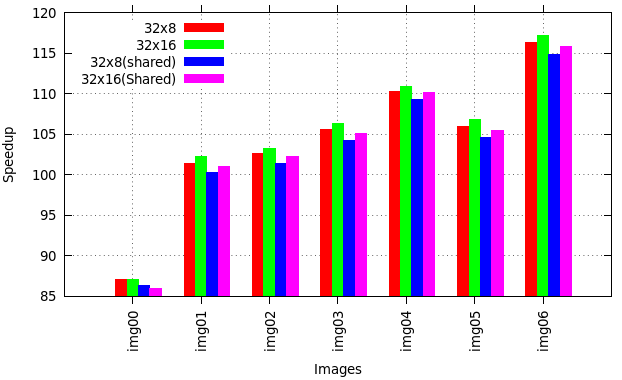 120
115
110
105
100
95
90
85
Speedup
32x8
32x16
32x8(shared)
32x16(Shared)
img00
img01
img02
img03
img04
img05
img06
Images